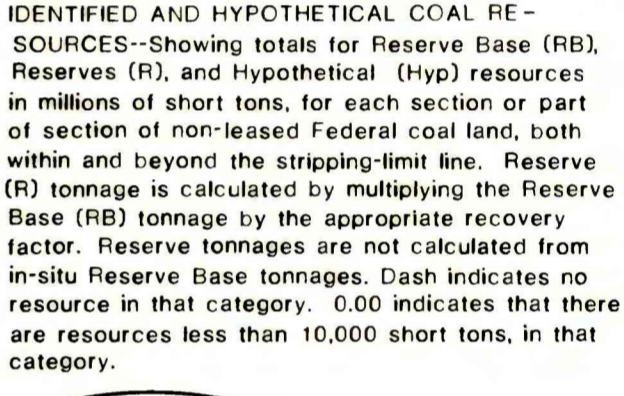 IDENTIFIED AND HYPOTHETICAL COAL RE-
SOURCES--Showing totals for Reserve Base (RB),
Reserves (R), and Hypothetical (Hyp) resources
in millions of short tons, for each section or part
of section of non-leased Federal coal land, both
within and beyond the stripping-limit line. Reserve
(R) tonnage is calculated by multiplying the Reserve
Base (RB) tonnage by the appropriate recovery
factor. Reserve tonnages are not calculated from
in-situ Reserve Base tonnages. Dash indicates no
resource in that category. 0.00 indicates that there
are resources less than 10,000 short tons, in that
category.